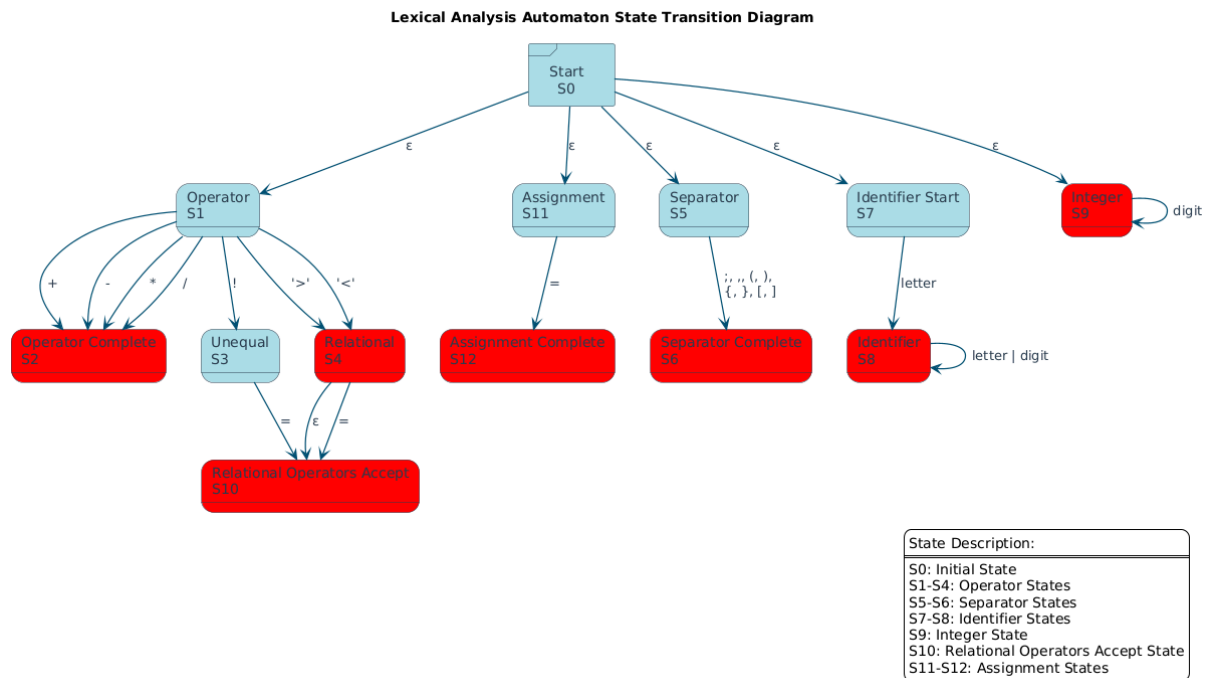 Lexical Analysis Automaton State Transition Diagram
Start
S0
ε
ε
ε
ε
ε
Operator
S1
Assignment
S11
Separator
S5
Identifier Start
S7
Integer
S9
digit
+
-
*
/
!
'>'
'<'
=
;, ,, (, ),
{, }, [, ]
letter
Operator Complete
S2
Unequal
S3
Relational
S4
Assignment Complete
S12
Separator Complete
S6
Identifier
S8
letter | digit
=
ε
=
Relational Operators Accept
S10
State Description:
S0: Initial State
S1-S4: Operator States
S5-S6: Separator States
S7-S8: Identifier States
S9: Integer State
S10: Relational Operators Accept State
S11-S12: Assignment States